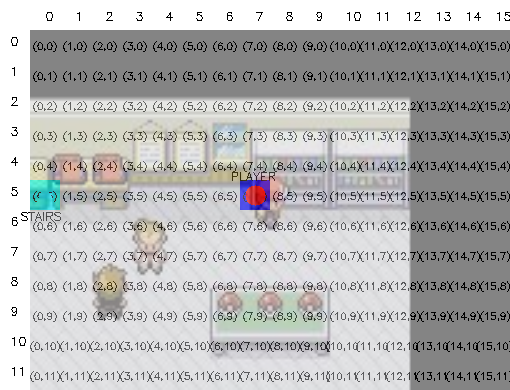 0 1 2 3 4 5 6 7 8 9 10 11 12 13 14 15
0 (0,0) (1,0) (2,0) (3,0) (4,0) (5,0) (6,0) (7,0) (8,0) (9,0) (10,0) (11,0) (12,0) (13,0) (14,0) (15,0)
1 (0,1) (1,1) (2,1) (3,1) (4,1) (5,1) (6,1) (7,1) (8,1) (9,1) (10,1) (11,1) (12,1) (13,1) (14,1) (15,1)
2 (0,2) (1,2) (2,2) (3,2) (4,2) (5,2) (6,2) (7,2) (8,2) (9,2) (10,2) (11,2) (12,2) (13,2) (14,2) (15,2)
3 (0,3) (1,3) (2,3) (3,3) (4,3) (5,3) (6,3) (7,3) (8,3) (9,3) (10,3) (11,3) (12,3) (13,3) (14,3) (15,3)
4 (0,4) (1,4) (2,4) (3,4) (4,4) (5,4) (6,4) (7,4) (8,4) (9,4) (10,4) (11,4) (12,4) (13,4) (14,4) (15,4)
PLAYER
5 (1,5) (2,5) (3,5) (4,5) (5,5) (6,5) (8,5) (9,5) (10,5) (11,5) (12,5) (13,5) (14,5) (15,5)
STAIRS
6 (0,6) (1,6) (2,6) (3,6) (4,6) (5,6) (6,6) (7,6) (8,6) (9,6) (10,6) (11,6) (12,6) (13,6) (14,6) (15,6)
7 (0,7) (1,7) (2,7) (3,7) (4,7) (5,7) (6,7) (7,7) (8,7) (9,7) (10,7) (11,7) (12,7) (13,7) (14,7) (15,7)
8 (0,8) (1,8) (2,8) (3,8) (4,8) (5,8) (6,8) (7,8) (8,8) (9,8) (10,8) (11,8) (12,8) (13,8) (14,8) (15,8)
9 (0,9) (1,9) (2,9) (3,9) (4,9) (5,9) (6,9) (7,9) (8,9) (9,9) (10,9) (11,9) (12,9) (13,9) (14,9) (15,9)
10 (0,10) (1,10) (2,10) (3,10) (4,10) (5,10) (6,10) (7,10) (8,10) (9,10) (10,10) (11,10) (12,10) (13,10) (14,10) (15,10)
11 (0,11) (1,11) (2,11) (3,11) (4,11) (5,11) (6,11) (7,11) (8,11) (9,11) (10,11) (11,11) (12,11) (13,11) (14,11) (15,11)